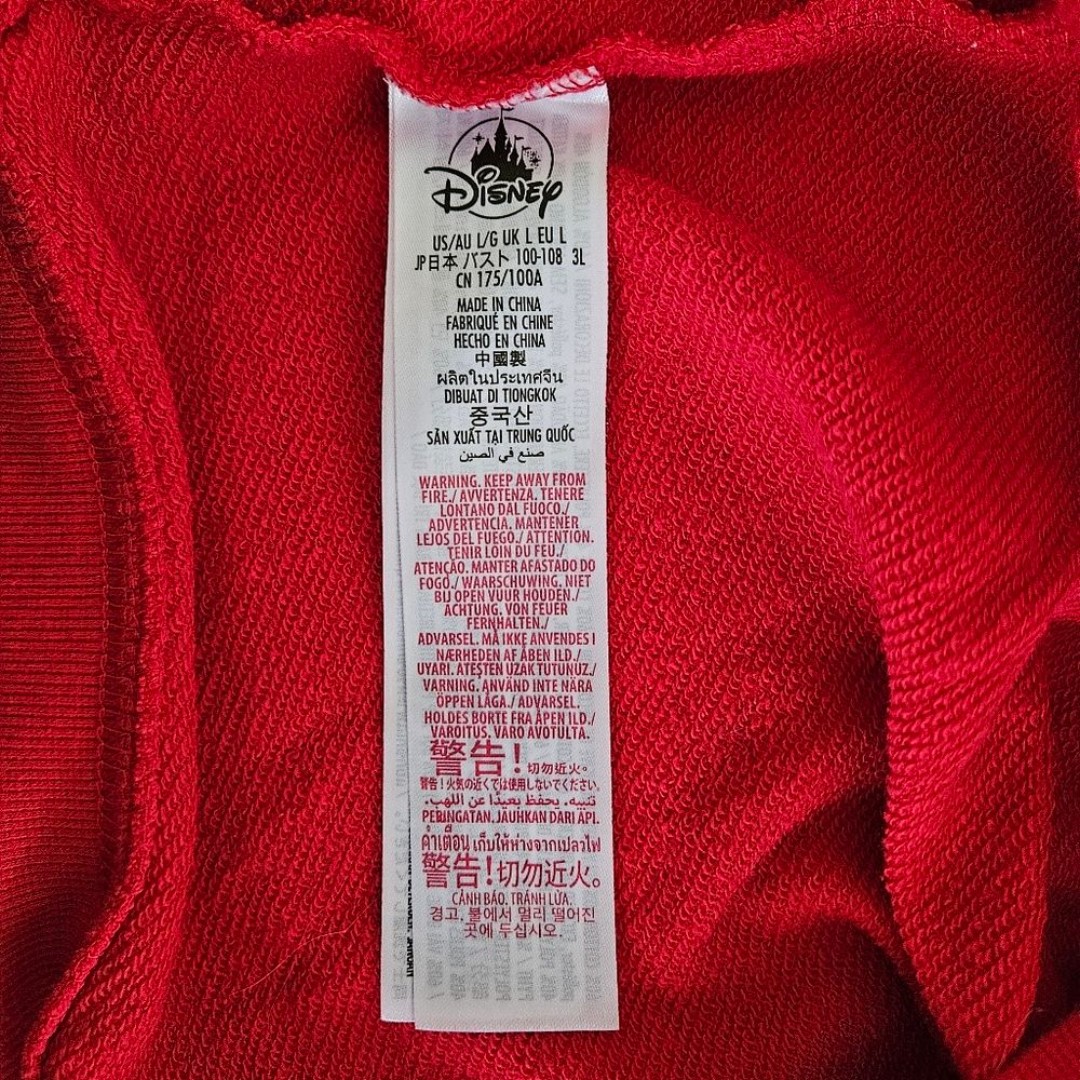 Disney
US/AU L/G UK L EU L
JP日本 バスト 100-108 3L
CN 175/100A
MADE IN CHINA
FABRIQUÉ EN CHINE
HECHO EN CHINA
中國製
ผลิตในประเทศจีน
DIBUAT DI TIONGKOK
중국산
SẢN XUẤT TẠI TRUNG QUỐC
صنع في الصين
WARNING. KEEP AWAY FROM
FIRE./ AVVERTENZA. TENERE
LONTANO DAL FUOCO./
ADVERTENCIA. MANTENER
LEJOS DEL FUEGO./ ATTENTION.
TENIR LOIN DU FEU./
ATENÇÃO. MANTER AFASTADO DO
FOGO./ WAARSCHUWING. NIET
BIJ OPEN VUUR HOUDEN./
ACHTUNG. VON FEUER
FERNHALTEN./
ADVARSEL. MÅ IKKE ANVENDES I
NÆRHEDEN AF ÅBEN ILD./
UYARI. ATEŞTEN UZAK TUTUNUZ./
VARNING. ANVÄND INTE NÄRA
ÖPPEN LÅGA./ ADVARSEL.
HOLDES BORTE FRA ÅPEN ILD./
VAROITUS. VARO AVOTULTA.
警告！切勿近火。
警告！火気の近くでは使用しないでください。
تنبيه. يحفظ بعيدًا عن اللهب.
PERINGATAN. JAUHKAN DARI API.
คำเตือน เก็บให้ห่างจากเปลวไฟ
警告！切勿近火。
CẢNH BÁO. TRÁNH LỬA.
경고. 불에서 멀리 떨어진
곳에 두십시오.